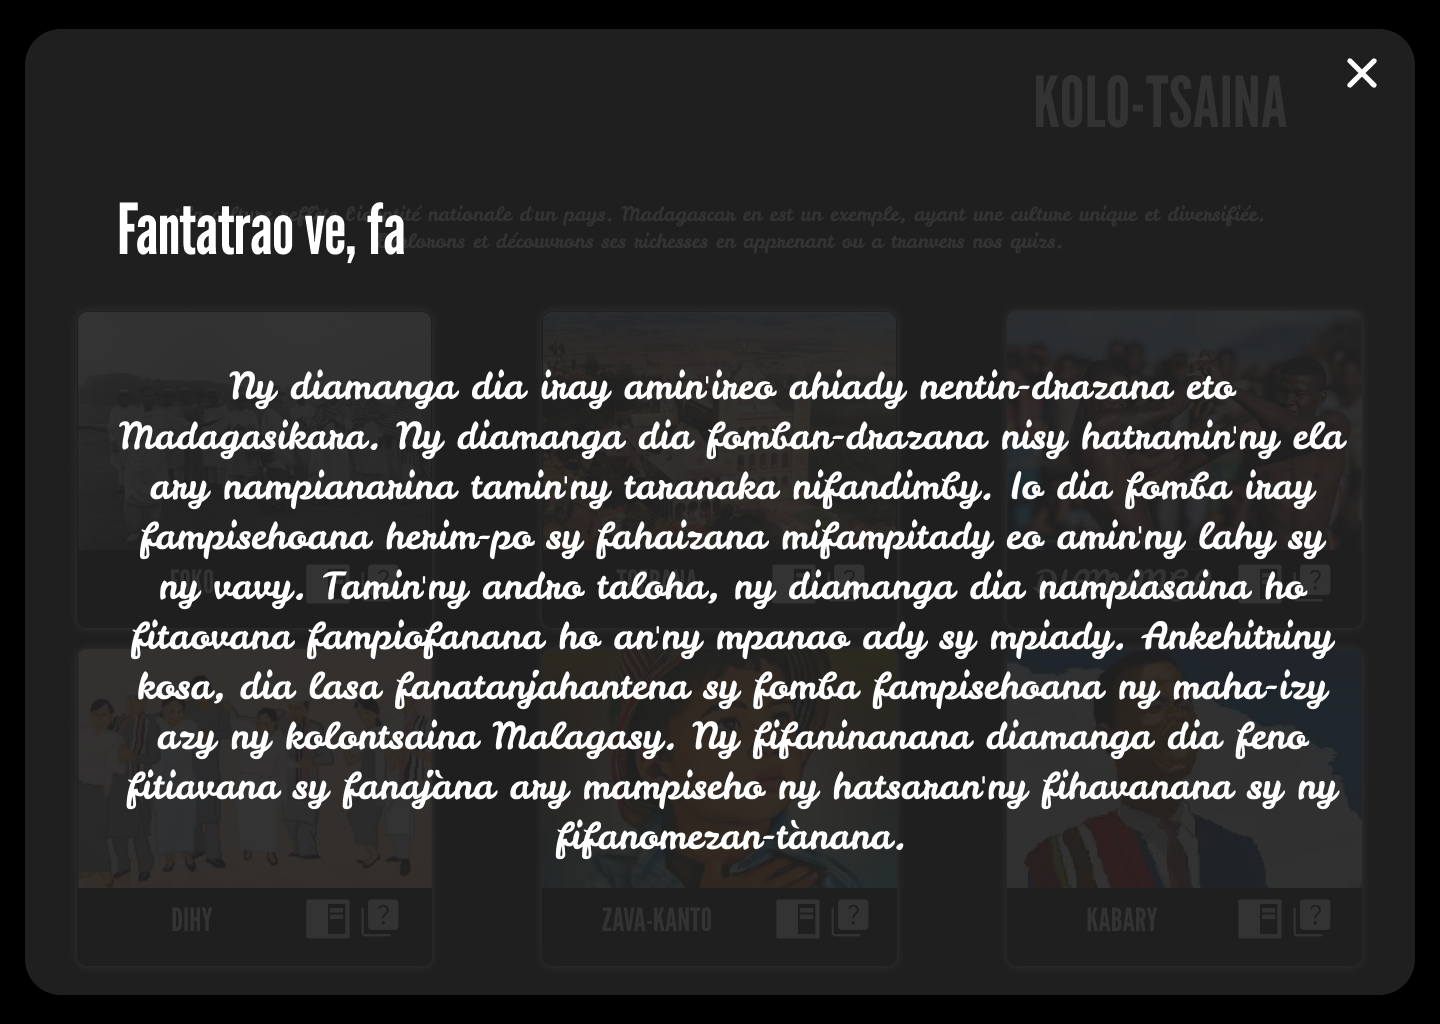 KOLO-TSAINA
Fantatrao ve, fa
l'identité nationale d'un pays. Madagascar en est un exemple, ayant une culture unique et diversifiée.
et découvrons ses richesses en apprenant ou a tranvers nos quizs.
Ny diamanga dia iray amin'ireo ahiady nentin-drazana eto
Madagasikara. Ny diamanga dia fomban-drazana nisy hatramin'ny ela
ary nampianarina tamin'ny taranaka nifandimby. Io dia fomba iray
fampisehoana herim-po sy fahaizana mifampitady eo amin'ny lahy sy
ny vavy. Tamin'ny andro taloha, ny diamanga dia nampiasaina ho
fitaovana fampiofanana ho an'ny mpanao ady sy mpiady. Ankehitriny
kosa, dia lasa fanatanjahantena sy fomba fampisehoana ny maha-izy
azy ny kolontsaina Malagasy. Ny fifaninanana diamanga dia feno
fitiavana sy fanajàna ary mampiseho ny hatsaran'ny fihavanana sy ny
fifanomezan-tànana.
DIHY
ZAVA-KANTO
KABARY